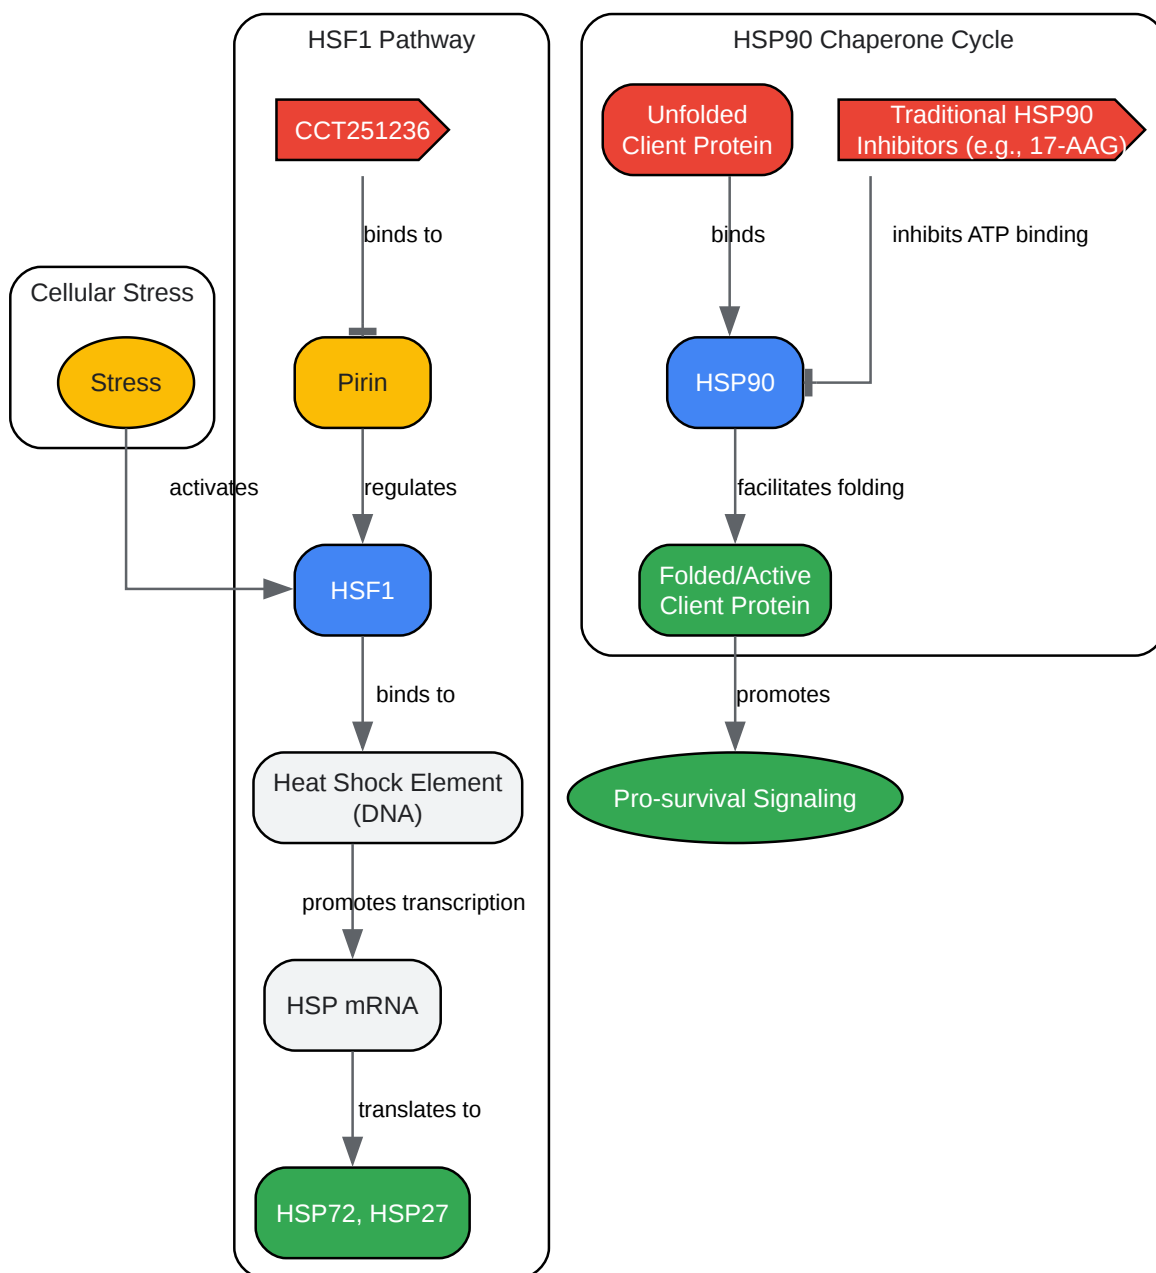 HSF1 Pathway
HSP90 Chaperone Cycle
CCT251236
Unfolded
Client Protein
Traditional HSP90
Inhibitors (e.g., 17-AAG)
binds to
binds
inhibits ATP binding
Cellular Stress
Stress
Pirin
HSP90
activates
regulates
facilitates folding
HSF1
Folded/Active
Client Protein
binds to
promotes
Heat Shock Element
(DNA)
Pro-survival Signaling
promotes transcription
HSP mRNA
translates to
HSP72, HSP27